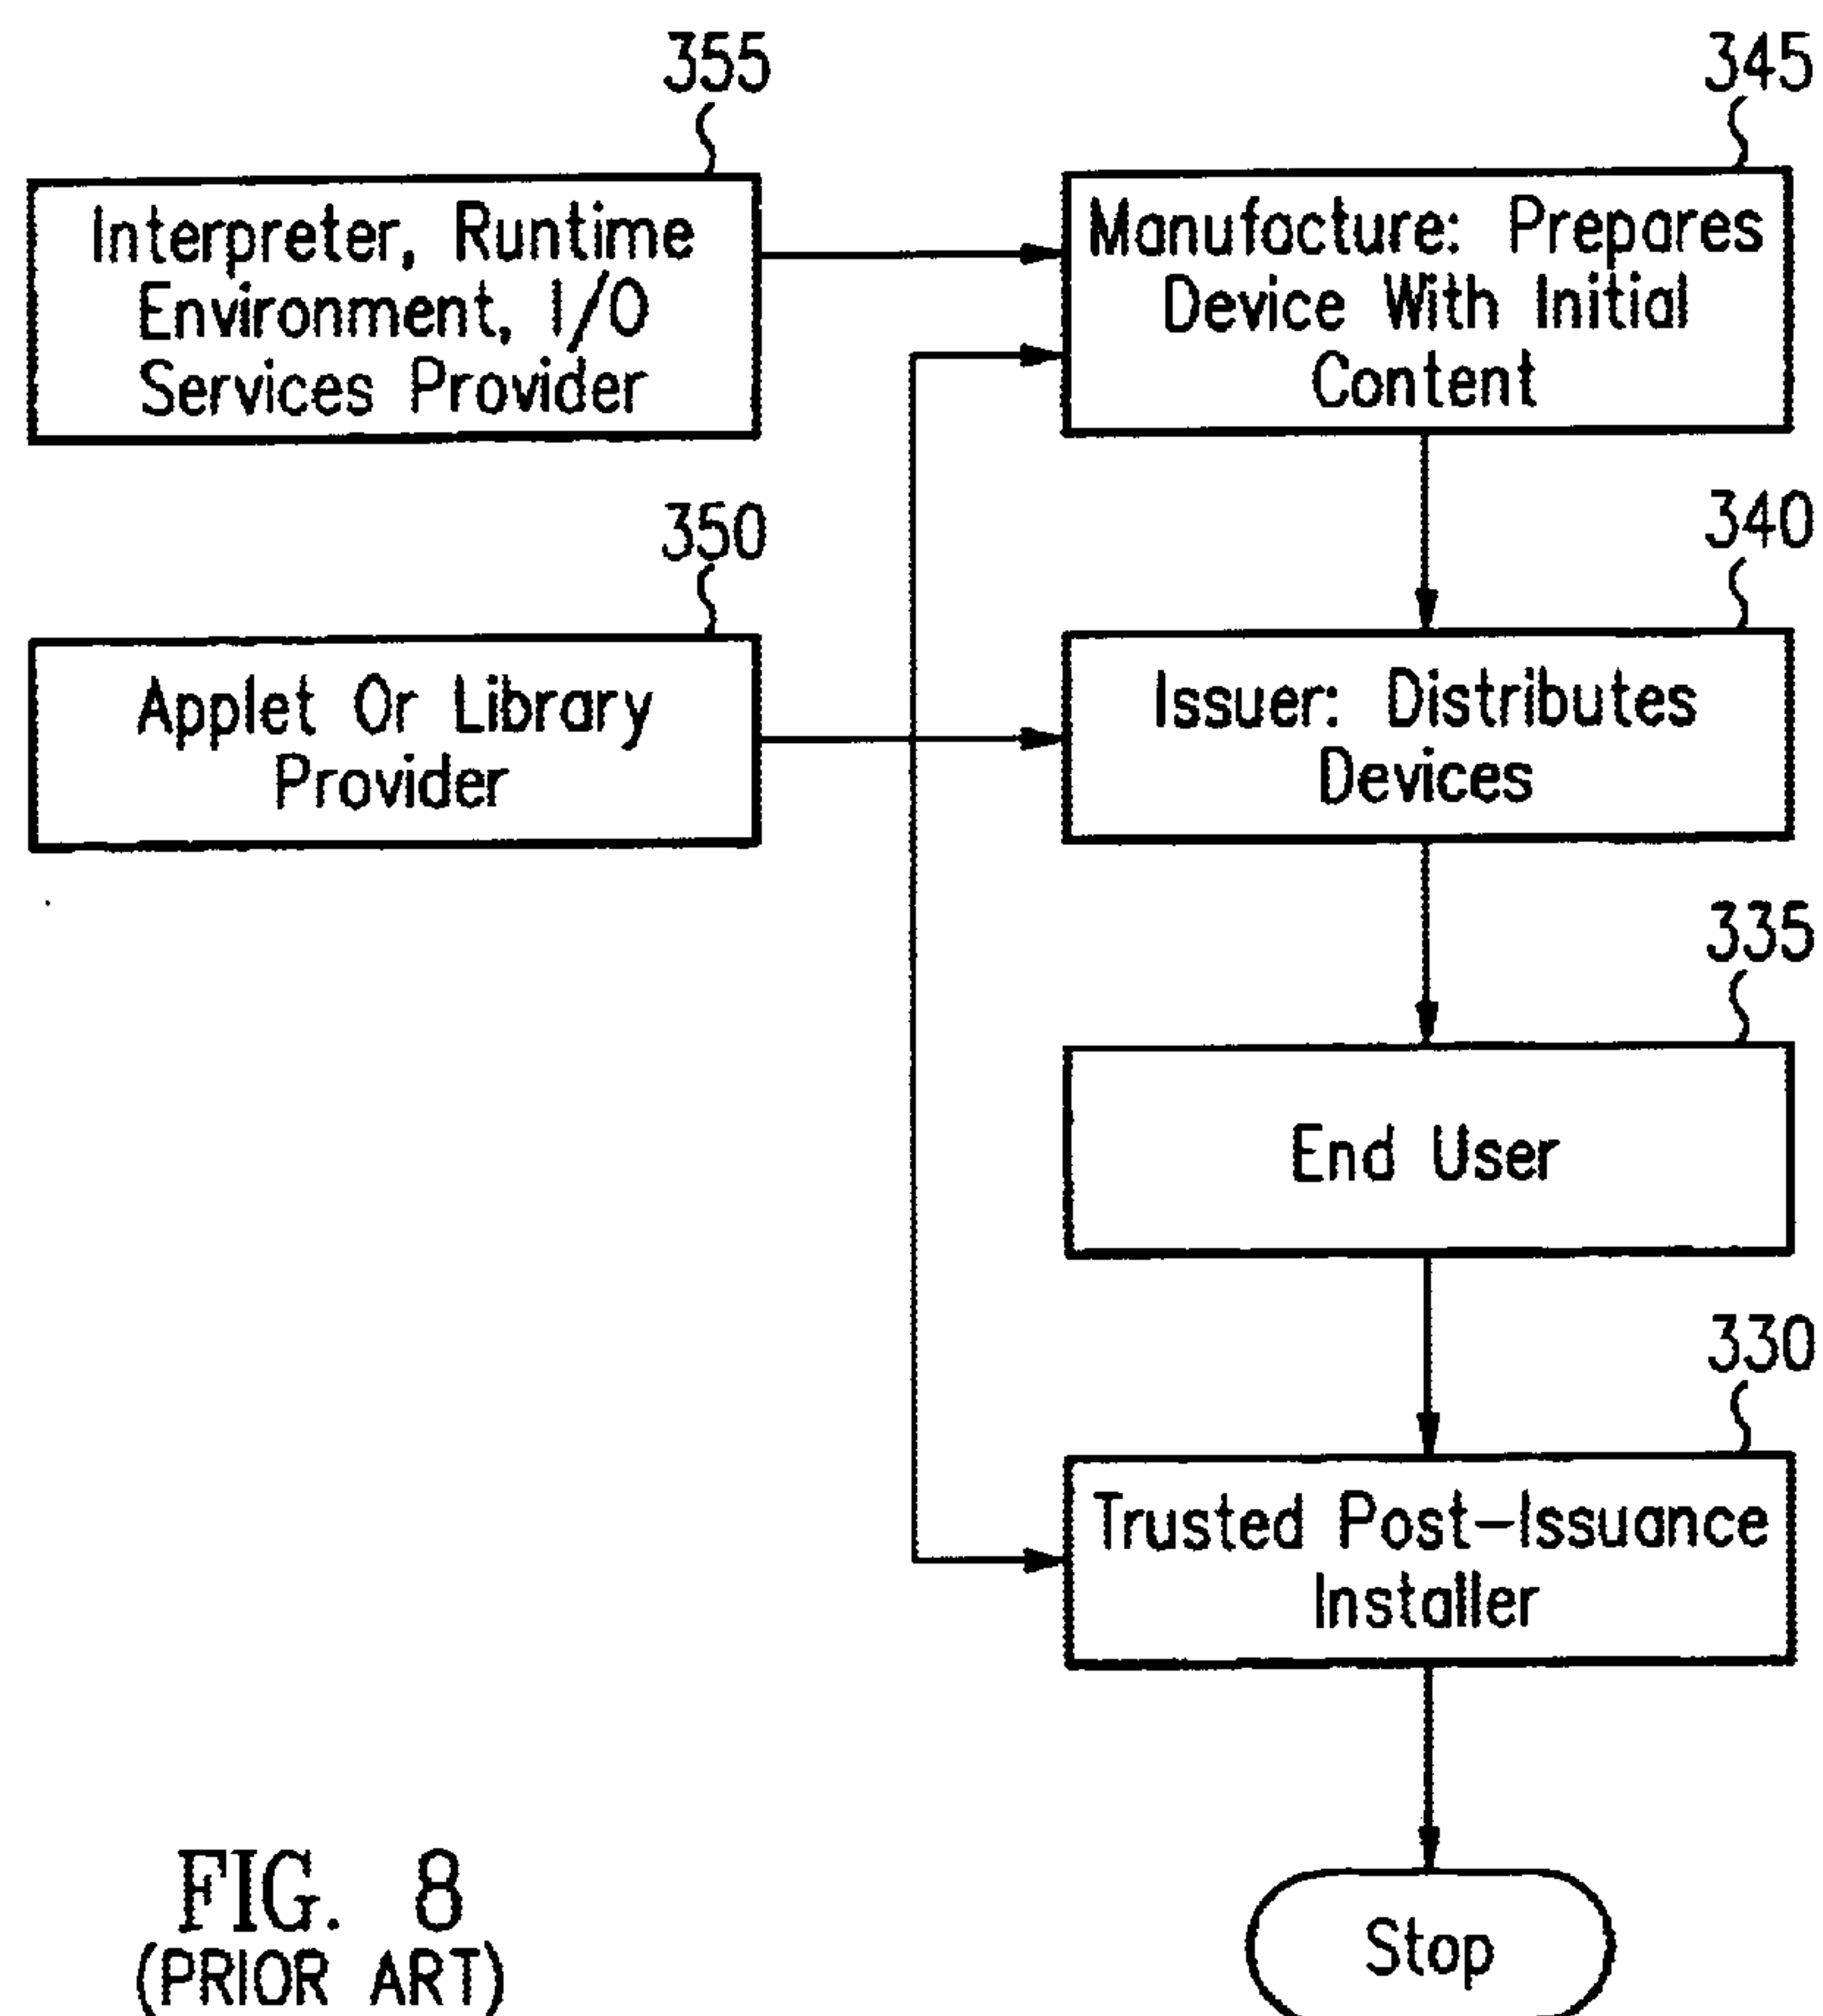 355
Interpreter, Runtime
Environment, I/O
Services Provider
345
Manufacture: Prepares
Device With Initial
Content
350
Applet Or Library
Provider
340
Issuer: Distributes
Devices
335
End User
330
Trusted Post-Issuance
Installer
Stop
FIG. 8
(PRIOR ART)